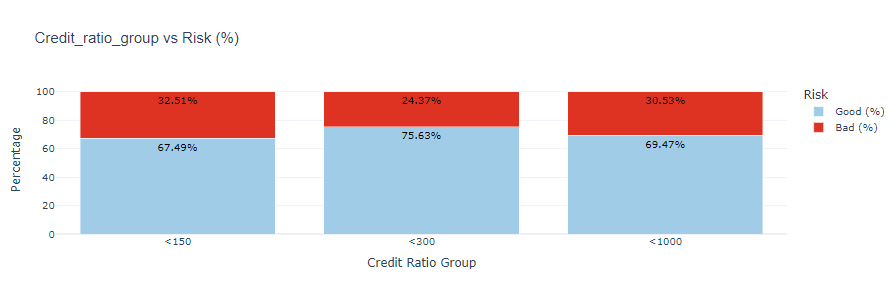 Credit_ratio_group vs Risk (%)
Risk
Good (%)
Bad (%)
100
80
60
40
20
0
Percentage
32.51%
24.37%
30.53%
67.49%
75.63%
69.47%
<150
<300
<1000
Credit Ratio Group